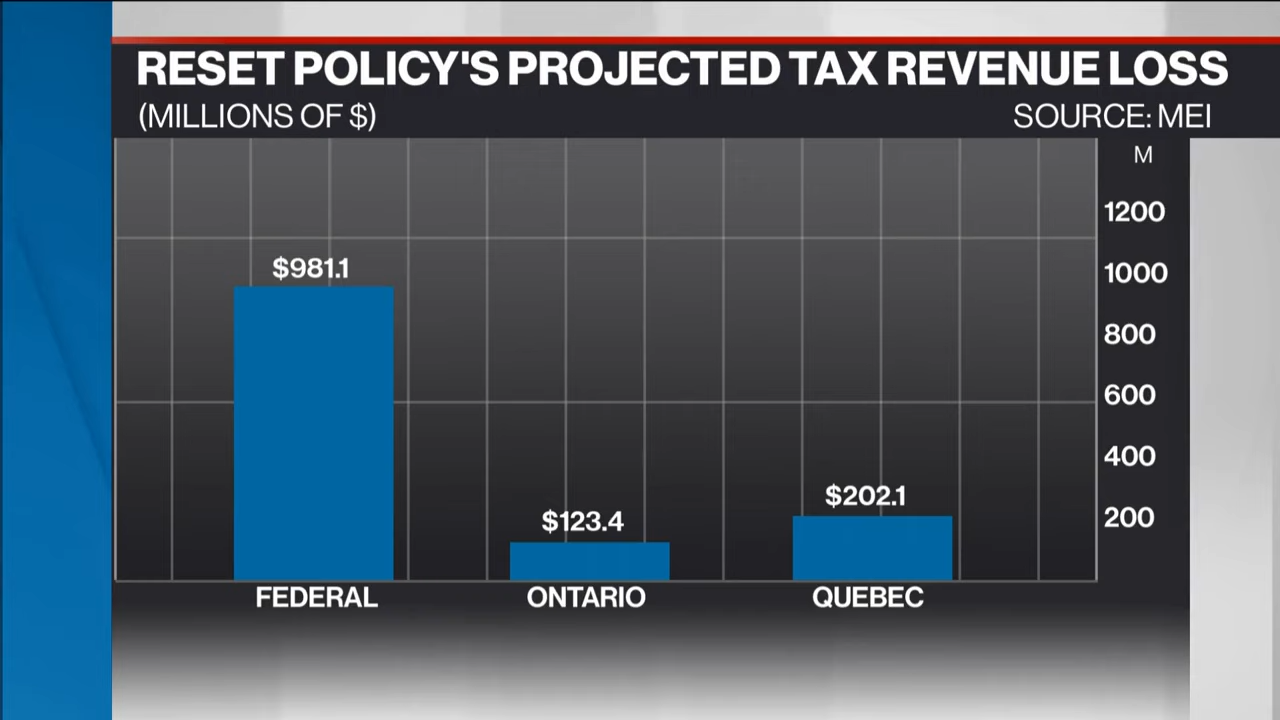 RESET POLICY'S PROJECTED TAX REVENUE LOSS
(MILLIONS OF $) SOURCE: MEI
M
1200
1000
800
600
400
200
$981.1
$123.4
$202.1
FEDERAL ONTARIO QUEBEC